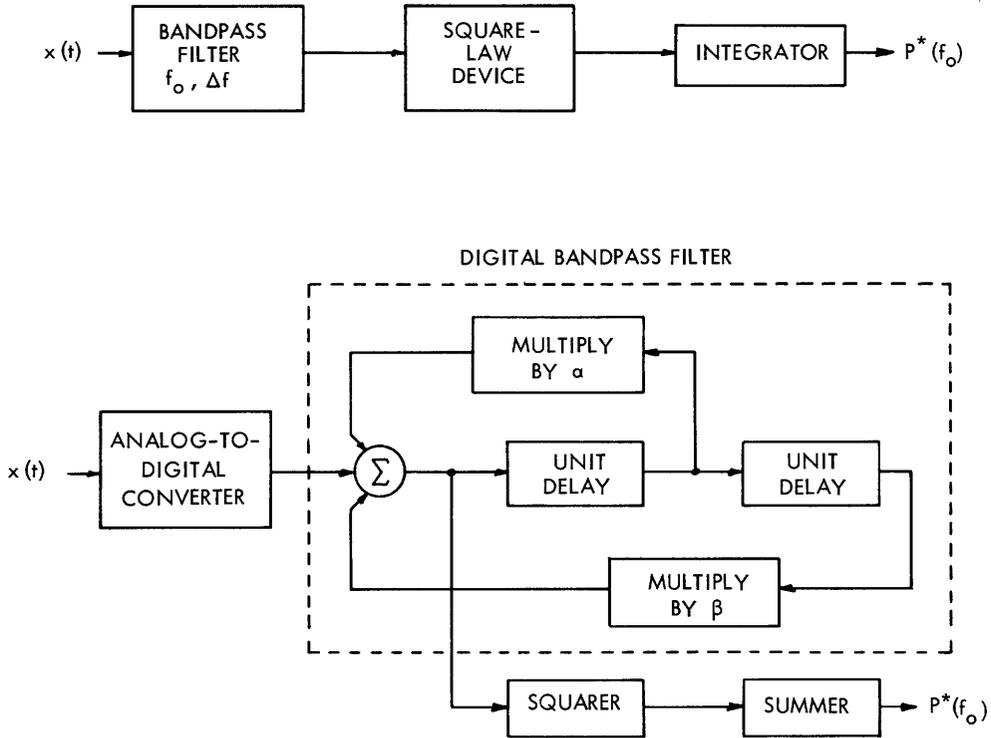 x (t)
BANDPASS
FILTER
f_o, Δf
SQUARE-
LAW
DEVICE
INTEGRATOR
P*(f_o)
DIGITAL BANDPASS FILTER
MULTIPLY
BY α
x (t)
ANALOG-TO-
DIGITAL
CONVERTER
Σ
UNIT
DELAY
UNIT
DELAY
MULTIPLY
BY β
SQUARER
SUMMER
P*(f_o)